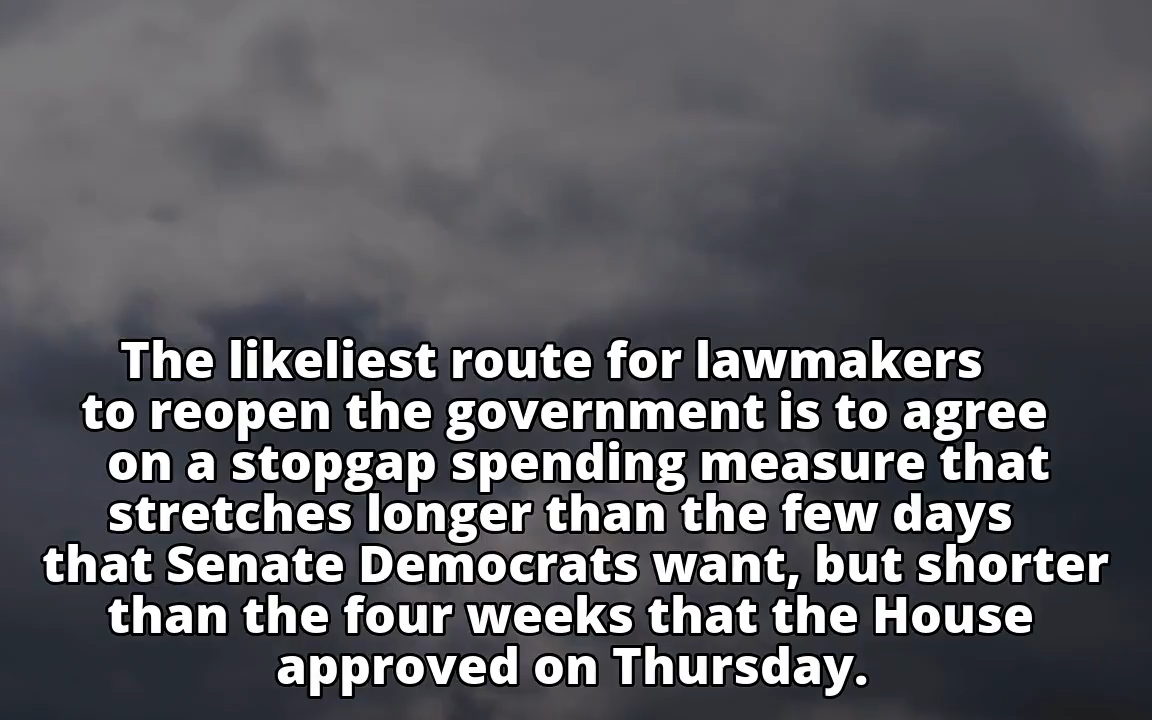 The likeliest route for lawmakers
to reopen the government is to agree
on a stopgap spending measure that
stretches longer than the few days
that Senate Democrats want, but shorter
than the four weeks that the House
approved on Thursday.